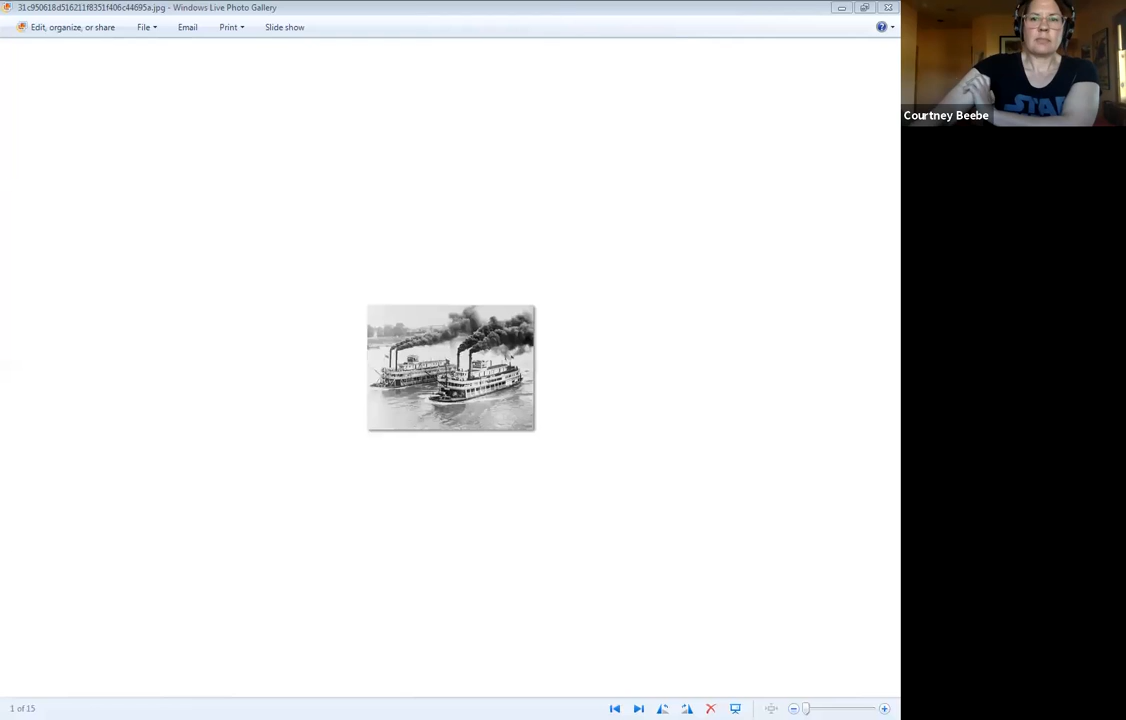 31c950618d516211f8351f406c44695a.jpg - Windows Live Photo Gallery
Edit, organize, or share
File
Email
Print
Slide show
?
Courtney Beebe
STAR
1 of 15